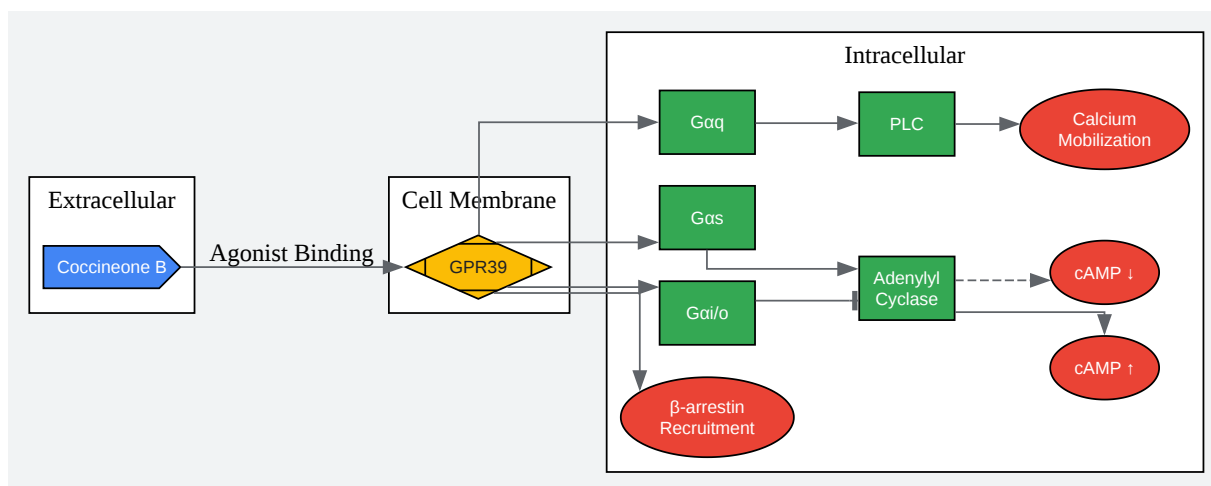 Intracellular
Gαq
PLC
Calcium
Mobilization
Extracellular
Cell Membrane
Gαs
Agonist Binding
Coccineone B
GPR39
Adenylyl
Cyclase
cAMP ↓
Gαi/o
cAMP ↑
β-arrestin
Recruitment